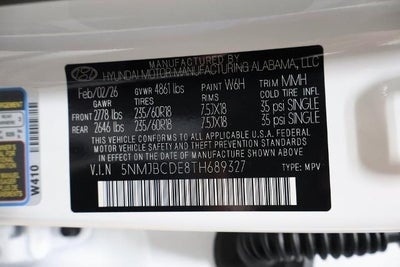 MANUFACTURED BY
HYUNDAI MOTOR MANUFACTURING ALABAMA, LLC
Feb/02/26 GVWR 4861 lbs PAINT W6H TRIM MMH
GAWR TIRES RIMS COLD TIRE INFL
FRONT 2778 lbs 235/60R18 7.5JX18 35 psi SINGLE
REAR 2646 lbs 235/60R18 7.5JX18 35 psi SINGLE
THIS VEHICLE CONFORMS TO ALL APPLICABLE U.S.A. FEDERAL
MOTOR VEHICLE SAFETY, BUMPER, AND THEFT PREVENTION
STANDARDS IN EFFECT ON THE DATE OF MANUFACTURE SHOWN ABOVE
V.I.N 5NMJBCDE8TH689327 TYPE: MPV
W410